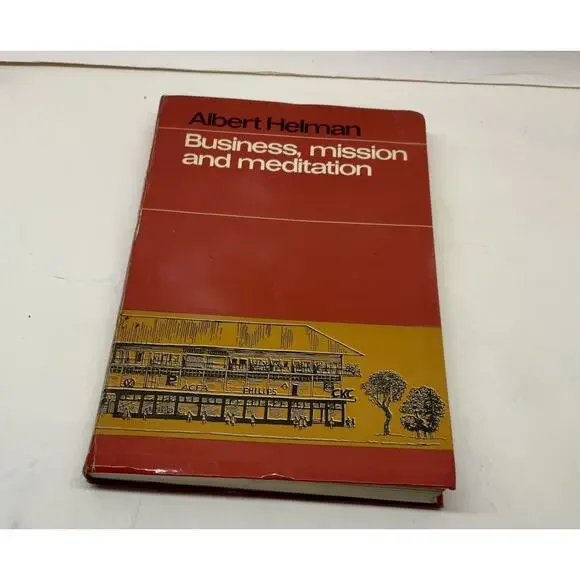 Albert Helman
Business, mission
and meditation
AGFA PHILIPS CKC